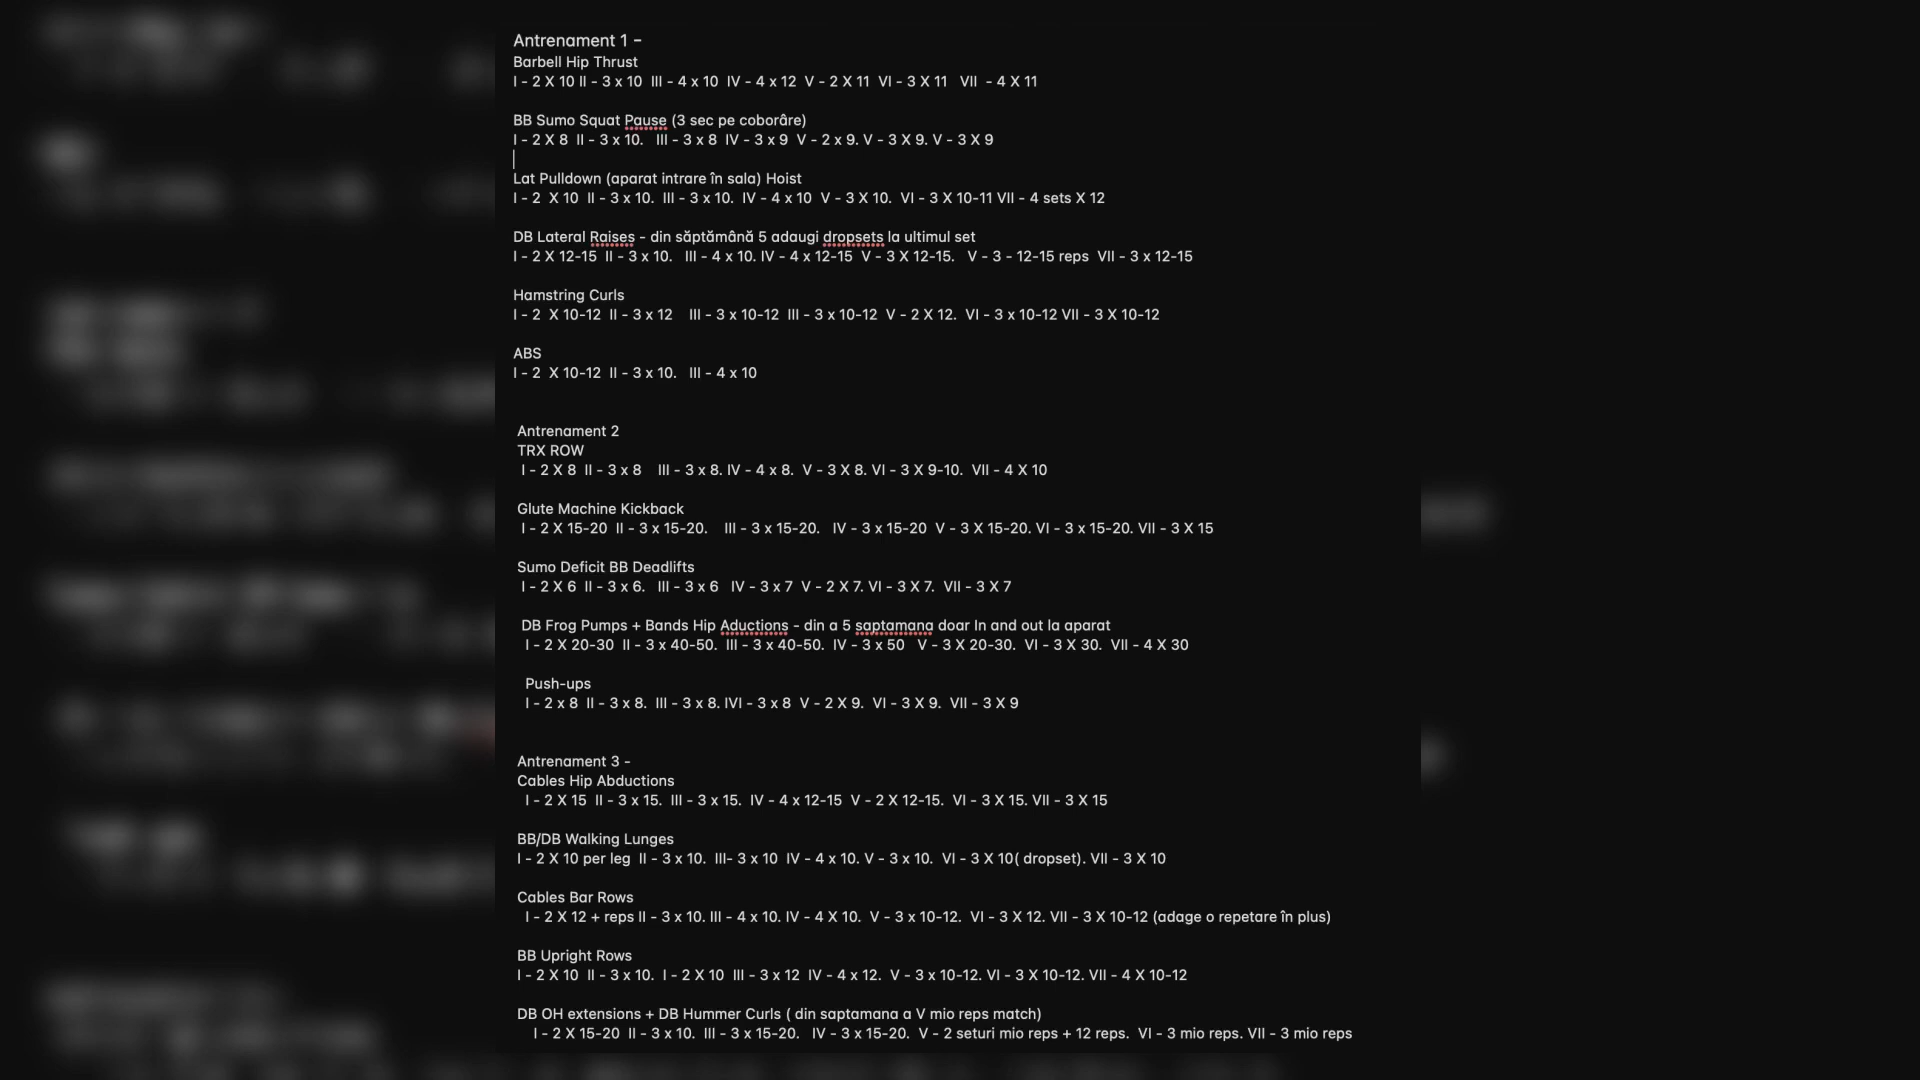 Antrenament 1 -
Barbell Hip Thrust
I - 2 X 10 II - 3 x 10  III - 4 x 10  IV - 4 x 12  V - 2 X 11  VI - 3 X 11   VII  - 4 X 11
BB Sumo Squat Pause (3 sec pe coborâre)
I - 2 X 8  II - 3 x 10.   III - 3 x 8  IV - 3 x 9  V - 2 x 9. V - 3 X 9. V - 3 X 9
Lat Pulldown (aparat intrare în sala) Hoist
I - 2  X 10  II - 3 x 10.  III - 3 x 10.  IV - 4 x 10  V - 3 X 10.  VI - 3 X 10-11 VII - 4 sets X 12
DB Lateral Raises - din săptămână 5 adaugi dropsets la ultimul set
I - 2 X 12-15  II - 3 x 10.   III - 4 x 10. IV - 4 x 12-15  V - 3 X 12-15.   V - 3 - 12-15 reps  VII - 3 x 12-15
Hamstring Curls
I - 2  X 10-12  II - 3 x 12    III - 3 x 10-12  III - 3 x 10-12  V - 2 X 12.  VI - 3 x 10-12 VII - 3 X 10-12
ABS
I - 2  X 10-12  II - 3 x 10.   III - 4 x 10
Antrenament 2
TRX ROW
I - 2 X 8  II - 3 x 8    III - 3 x 8. IV - 4 x 8.  V - 3 X 8. VI - 3 X 9-10.  VII - 4 X 10
Glute Machine Kickback
I - 2 X 15-20  II - 3 x 15-20.    III - 3 x 15-20.   IV - 3 x 15-20  V - 3 X 15-20. VI - 3 x 15-20. VII - 3 X 15
Sumo Deficit BB Deadlifts
I - 2 X 6  II - 3 x 6.   III - 3 x 6   IV - 3 x 7  V - 2 X 7. VI - 3 X 7.  VII - 3 X 7
DB Frog Pumps + Bands Hip Aductions - din a 5 saptamana doar In and out la aparat
I - 2 X 20-30  II - 3 x 40-50.  III - 3 x 40-50.  IV - 3 x 50   V - 3 X 20-30.  VI - 3 X 30.  VII - 4 X 30
Push-ups
I - 2 x 8  II - 3 x 8.  III - 3 x 8. IVI - 3 x 8  V - 2 X 9.  VI - 3 X 9.  VII - 3 X 9
Antrenament 3 -
Cables Hip Abductions
I - 2 X 15  II - 3 x 15.  III - 3 x 15.  IV - 4 x 12-15  V - 2 X 12-15.  VI - 3 X 15. VII - 3 X 15
BB/DB Walking Lunges
I - 2 X 10 per leg  II - 3 x 10.  III- 3 x 10  IV - 4 x 10. V - 3 x 10.  VI - 3 X 10( dropset). VII - 3 X 10
Cables Bar Rows
I - 2 X 12 + reps II - 3 x 10. III - 4 x 10. IV - 4 X 10.  V - 3 x 10-12.  VI - 3 X 12. VII - 3 X 10-12 (adage o repetare în plus)
BB Upright Rows
I - 2 X 10  II - 3 x 10.  I - 2 X 10  III - 3 x 12  IV - 4 x 12.  V - 3 x 10-12. VI - 3 X 10-12. VII - 4 X 10-12
DB OH extensions + DB Hummer Curls ( din saptamana a V mio reps match)
I - 2 X 15-20  II - 3 x 10.  III - 3 x 15-20.   IV - 3 x 15-20.  V - 2 seturi mio reps + 12 reps.  VI - 3 mio reps. VII - 3 mio reps